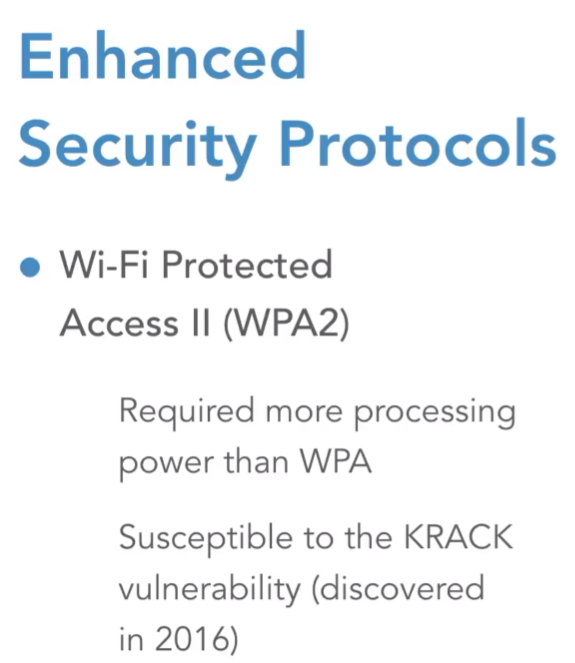 Enhanced
Security Protocols
Wi-Fi Protected
Access II (WPA2)
Required more processing
power than WPA
Susceptible to the KRACK
vulnerability (discovered
in 2016)